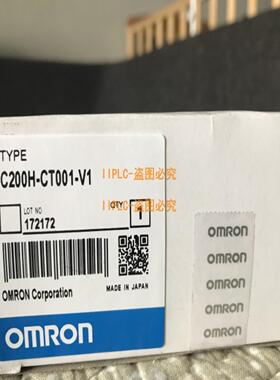 TYPE
C200H-CT001-V1
IIPLC-盗图必究
LOT NO
QTY
172172
1
IIPLC-盗图必究
MADE IN JAPAN
OMRON Corporation
OMRON
OMRON
OMRON
OMRON
OMRON
OMRON